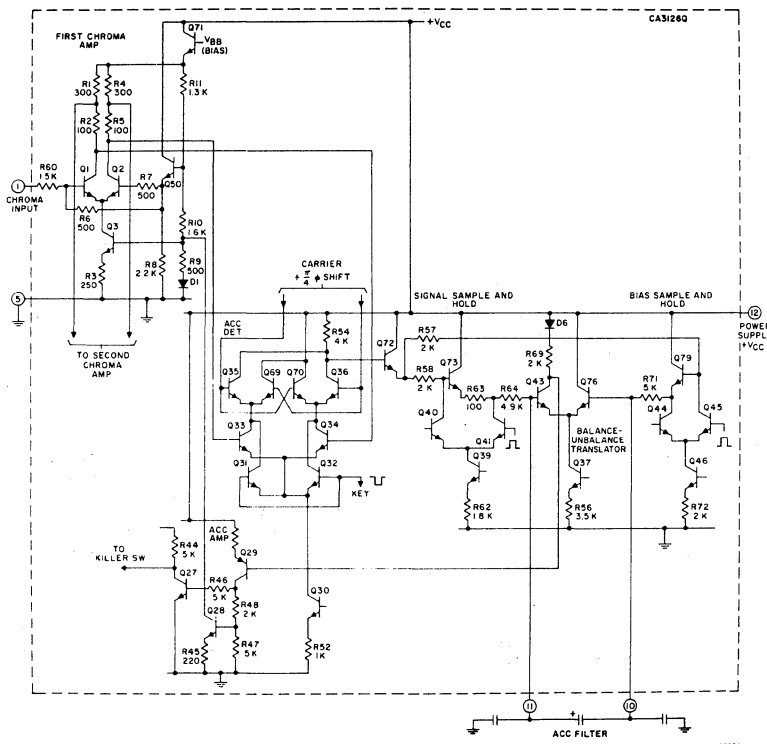 CA3126Q
FIRST CHROMA
AMP
Q71
VBB
(BIAS)
+VCC
R1
300
R4
300
R11
1.3 K
R2
100
R5
100
R60
1.5K
Q1
Q2
R7
500
Q50
1
CHROMA
INPUT
R6
500
Q3
R10
1.6 K
R3
250
R8
2.2 K
R9
500
D1
5
TO SECOND
CHROMA
AMP
CARRIER
+ π/4 ɸ SHIFT
SIGNAL SAMPLE AND
HOLD
BIAS SAMPLE AND
HOLD
12
POWER
SUPPL
(+VCC
ACC
DET
R54
4 K
Q72
R57
2 K
D6
R69
2 K
Q79
R58
2 K
Q73
R63
100
R64
4.9K
Q43
Q76
R71
5 K
Q35
Q69
Q70
Q36
Q40
Q41
Q44
Q45
Q33
Q34
Q39
BALANCE-
UNBALANCE
TRANSLATOR
Q31
Q32
Q37
Q46
KEY
R62
1.8 K
R56
3.5K
R72
2 K
ACC
AMP
R44
5 K
TO
KILLER SW
Q29
Q27
R46
5 K
R48
2 K
Q30
Q28
R45
220
R47
5 K
R52
1K
11
10
ACC FILTER
+